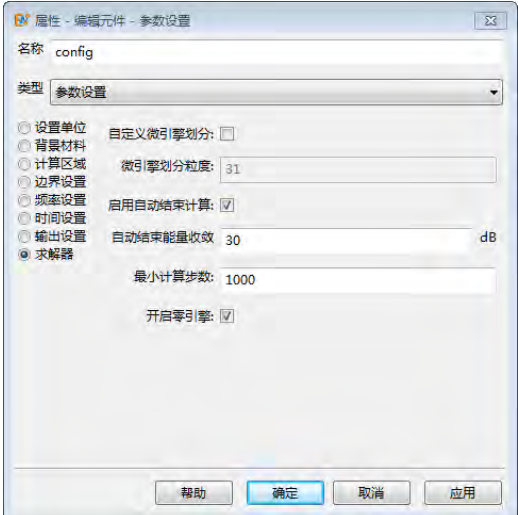 属性 - 编辑元件 - 参数设置
名称 config
类型 参数设置
设置单位
背景材料
计算区域
边界设置
频率设置
时间设置
输出设置
求解器
自定义微引擎划分:
微引擎划分粒度: 31
启用自动结束计算:
自动结束能量收敛 30 dB
最小计算步数: 1000
开启零引擎:
帮助 确定 取消 应用